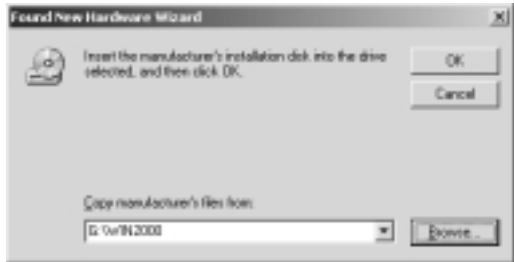 Found New Hardware Wizard
Insert the manufacturer's installation disk into the drive
selected, and then click OK.
OK
Cancel
Copy manufacturer's files from:
G:\WIN2000
Browse...